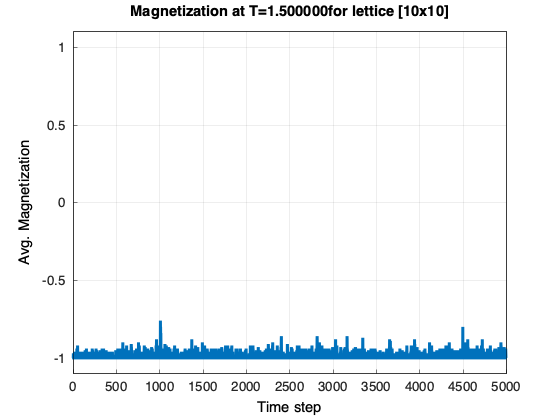 Magnetization at T=1.500000for lattice [10x10]
1
0.5
0
-0.5
-1
Avg. Magnetization
0 500 1000 1500 2000 2500 3000 3500 4000 4500 5000
Time step